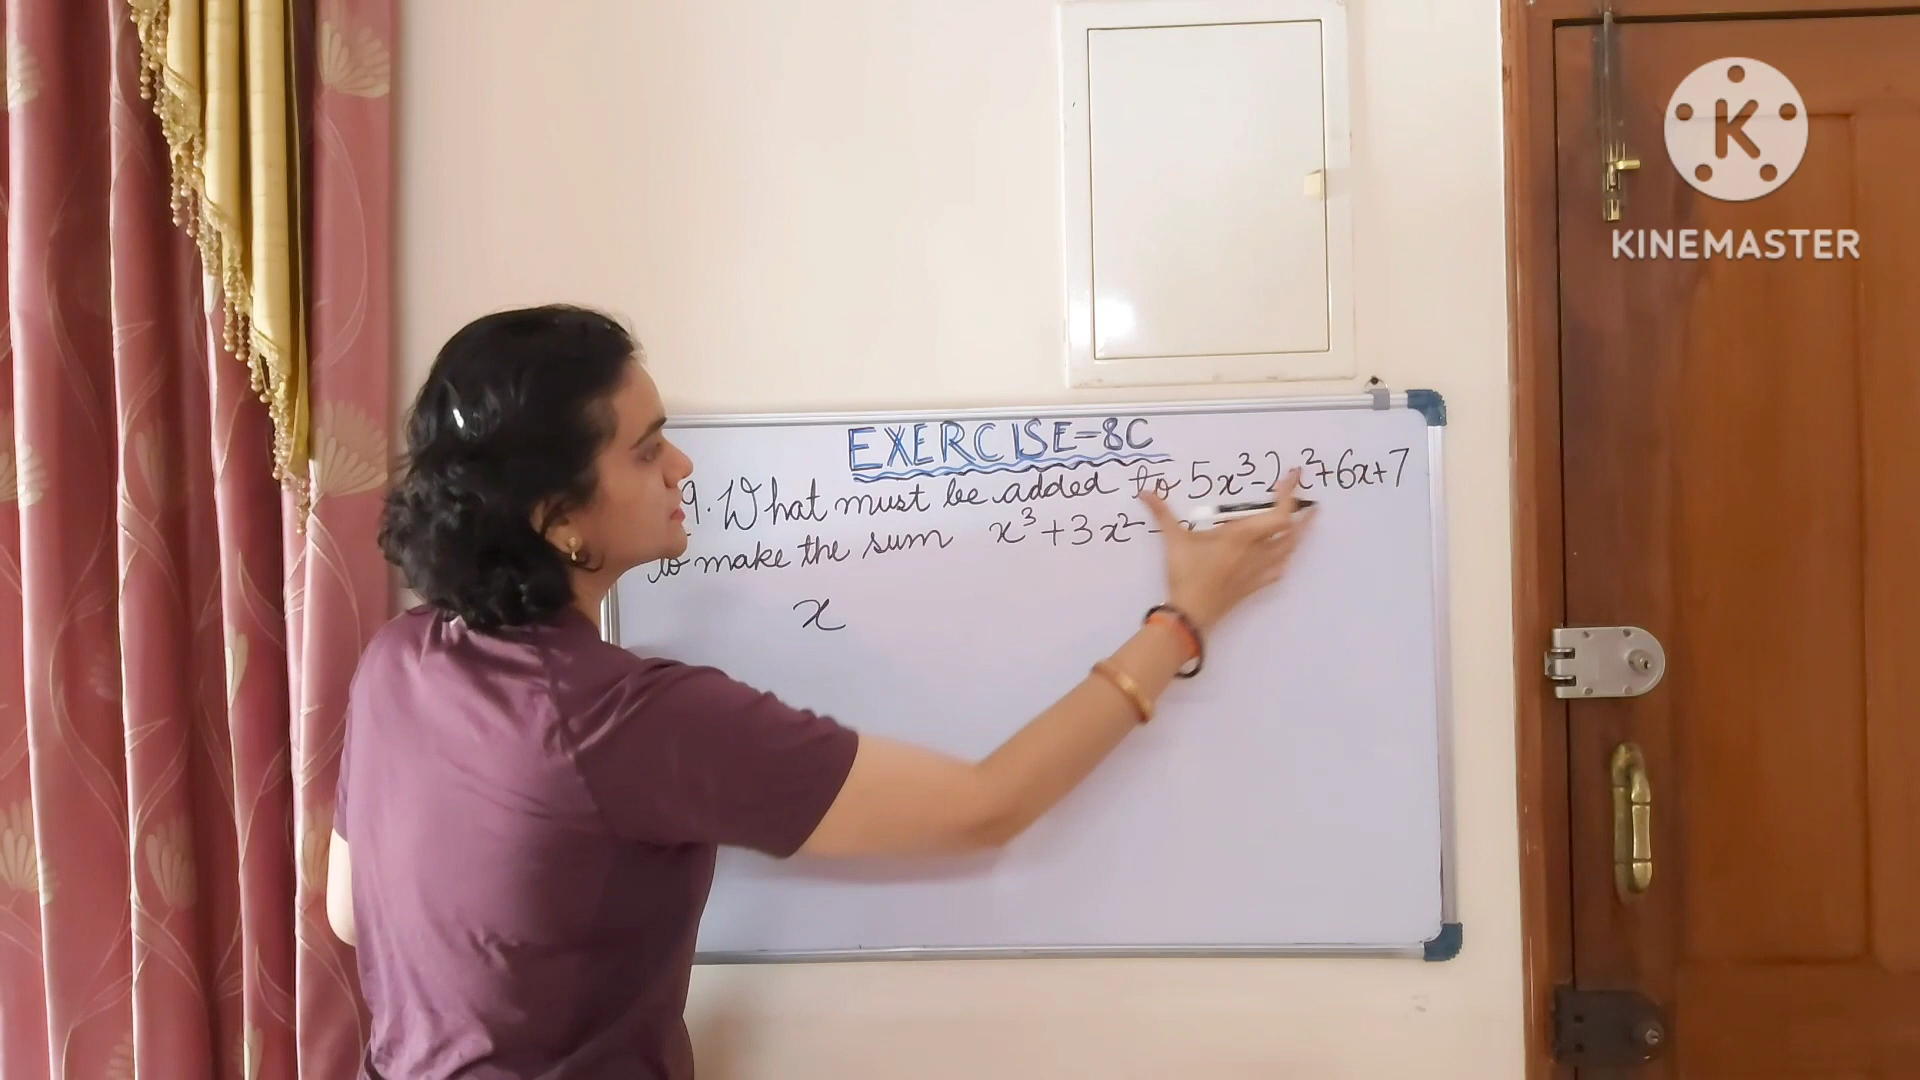 K
KINEMASTER
EXERCISE-8C
9. What must be added to 5x³-2x²+6x+7
to make the sum x³+3x²-x
x